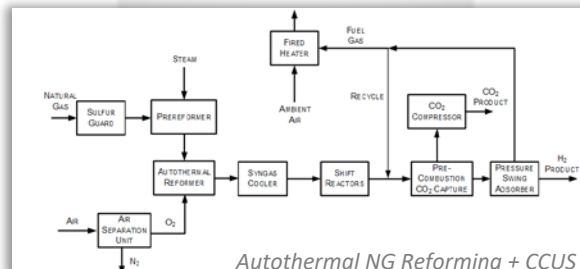 FUEL
GAS
FIRED
HEATER
STEAM
NATURAL
GAS
SULFUR
GUARD
PREREFORMER
AMBIENT
AIR
RECYCLE
CO2
COMPRESSOR
CO2
PRODUCT
AUTOTHERMAL
REFORMER
SYNGAS
COOLER
SHIFT
REACTORS
PRE-
COMBUSTION
CO2 CAPTURE
PRESSURE
SWING
ADSORBER
H2
PRODUCT
AIR
AIR
SEPARATION
UNIT
O2
N2
Autothermal NG Reforming + CCUS